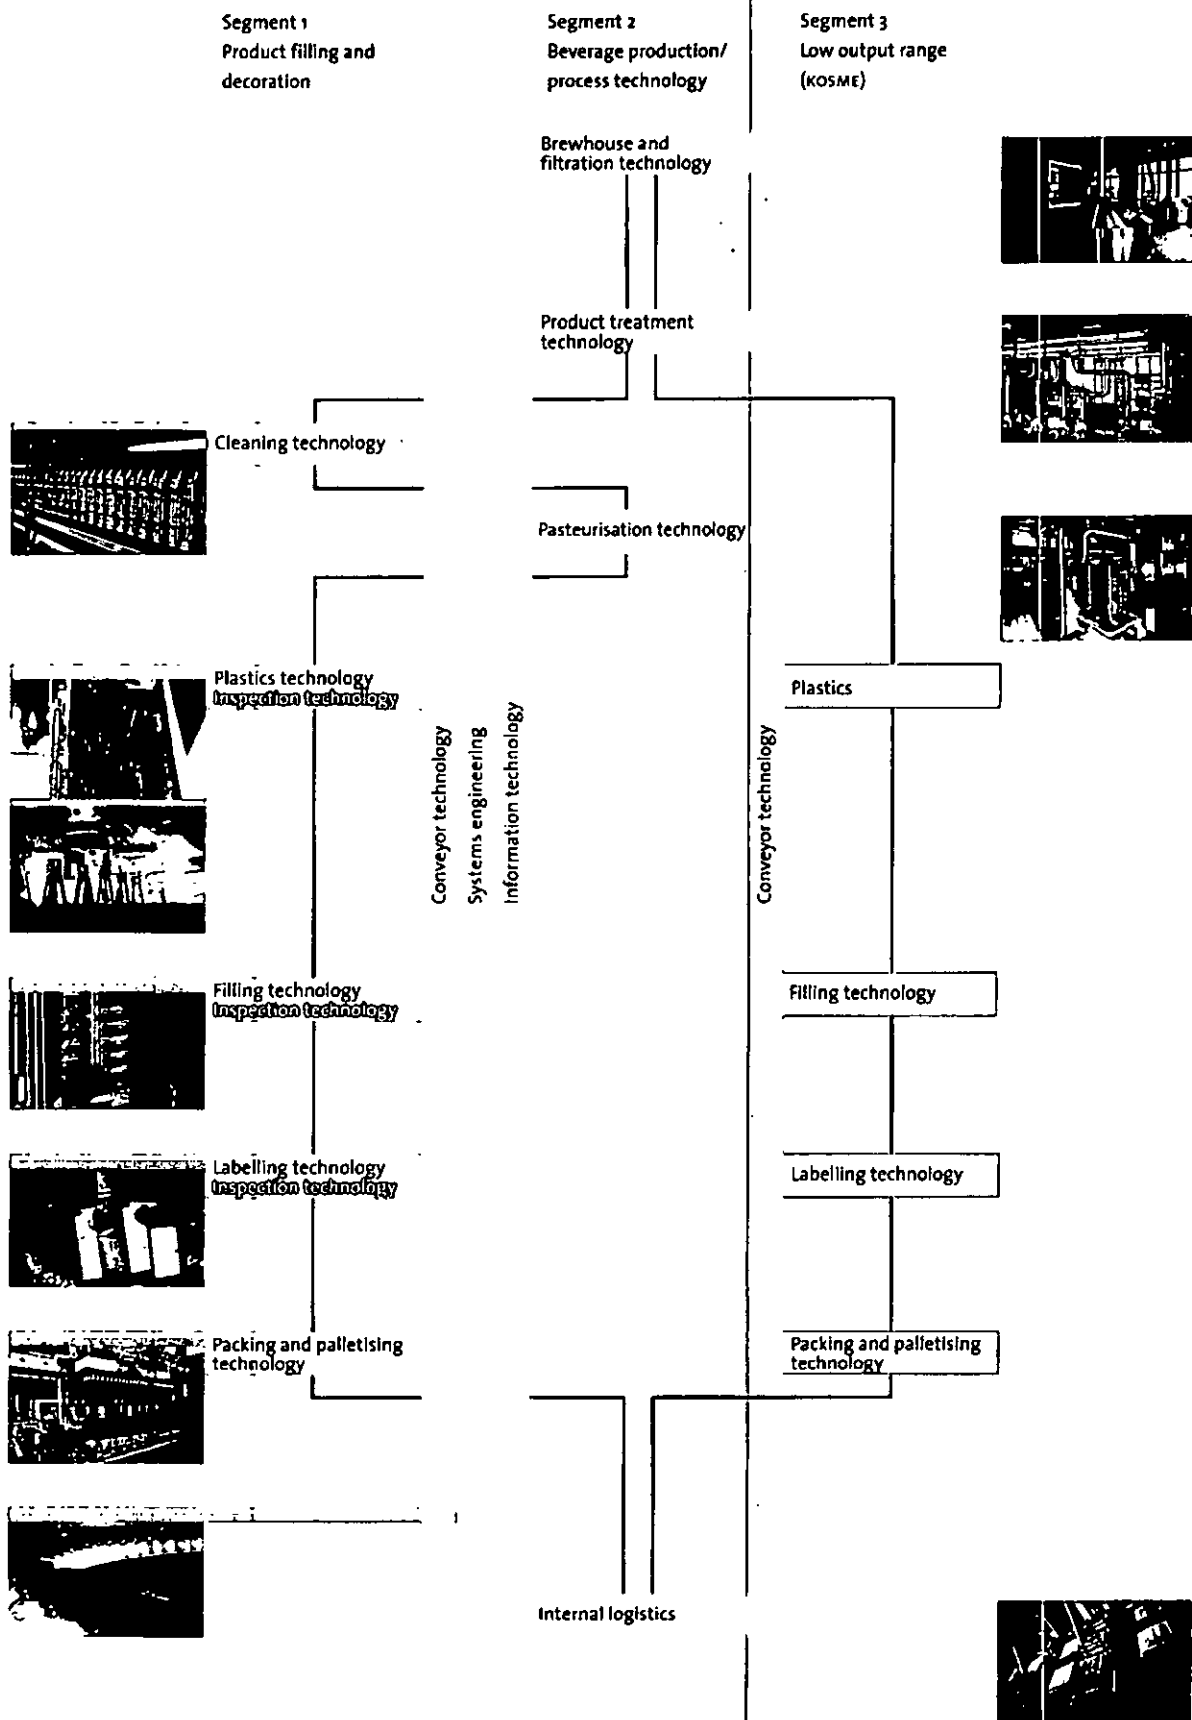 Segment 1
Product filling and
decoration
Segment 2
Beverage production/
process technology
Segment 3
Low output range
(KOSME)
Brewhouse and
filtration technology
Product treatment
technology
Cleaning technology
Pasteurisation technology
Plastics technology
Inspection technology
Plastics
Conveyor technology
Systems engineering
Information technology
Conveyor technology
Filling technology
Inspection technology
Filling technology
Labelling technology
Inspection technology
Labelling technology
Packing and palletising
technology
Packing and palletising
technology
Internal logistics